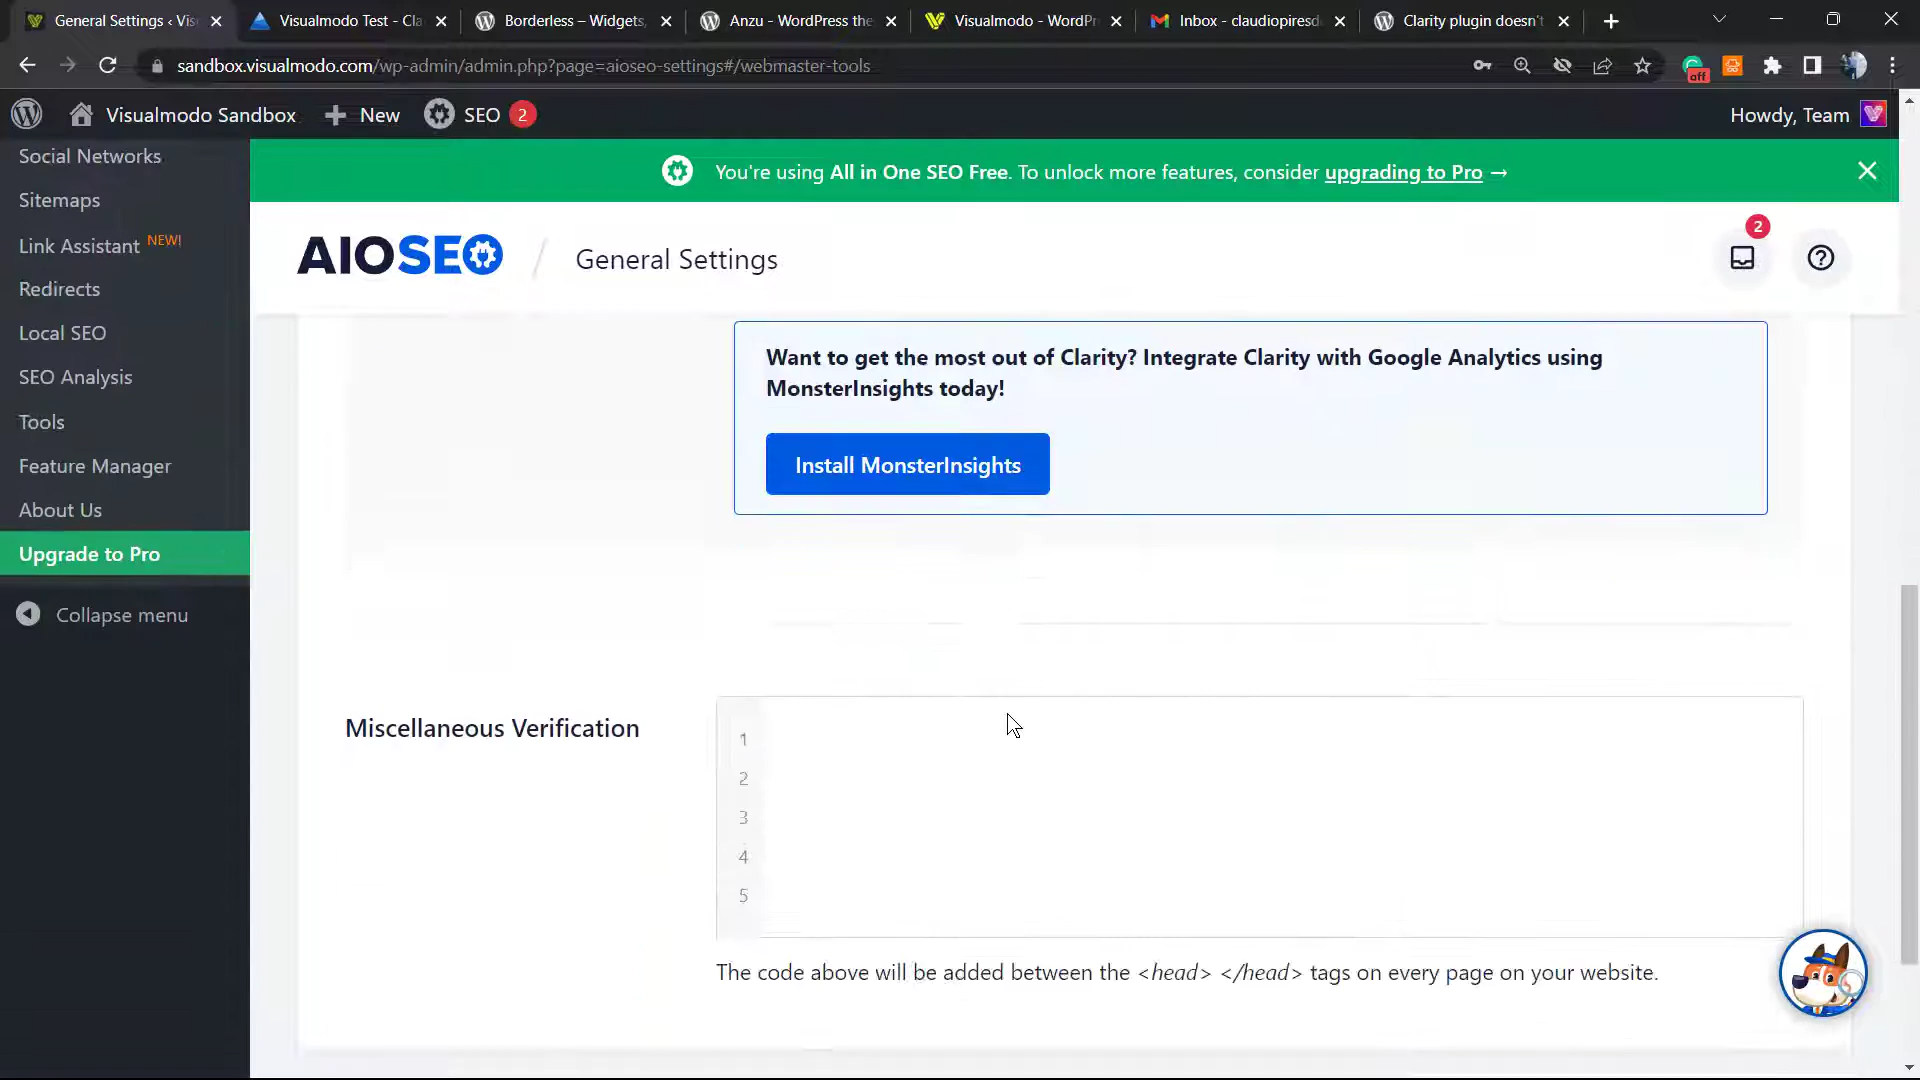 General Settings ‹ Vis
Visualmodo Test - Cla
Borderless – Widgets,
Anzu - WordPress the
Visualmodo - WordPr
Inbox - claudiopiresd
Clarity plugin doesn't
sandbox.visualmodo.com/wp-admin/admin.php?page=aioseo-settings#/webmaster-tools
off
Visualmodo Sandbox
New
SEO
2
Howdy, Team
Social Networks
Sitemaps
Link Assistant NEW!
Redirects
Local SEO
SEO Analysis
Tools
Feature Manager
About Us
Upgrade to Pro
Collapse menu
You're using All in One SEO Free. To unlock more features, consider upgrading to Pro →
AIOSEO
/
General Settings
2
Want to get the most out of Clarity? Integrate Clarity with Google Analytics using
MonsterInsights today!
Install MonsterInsights
Miscellaneous Verification
1
2
3
4
5
The code above will be added between the <head> </head> tags on every page on your website.